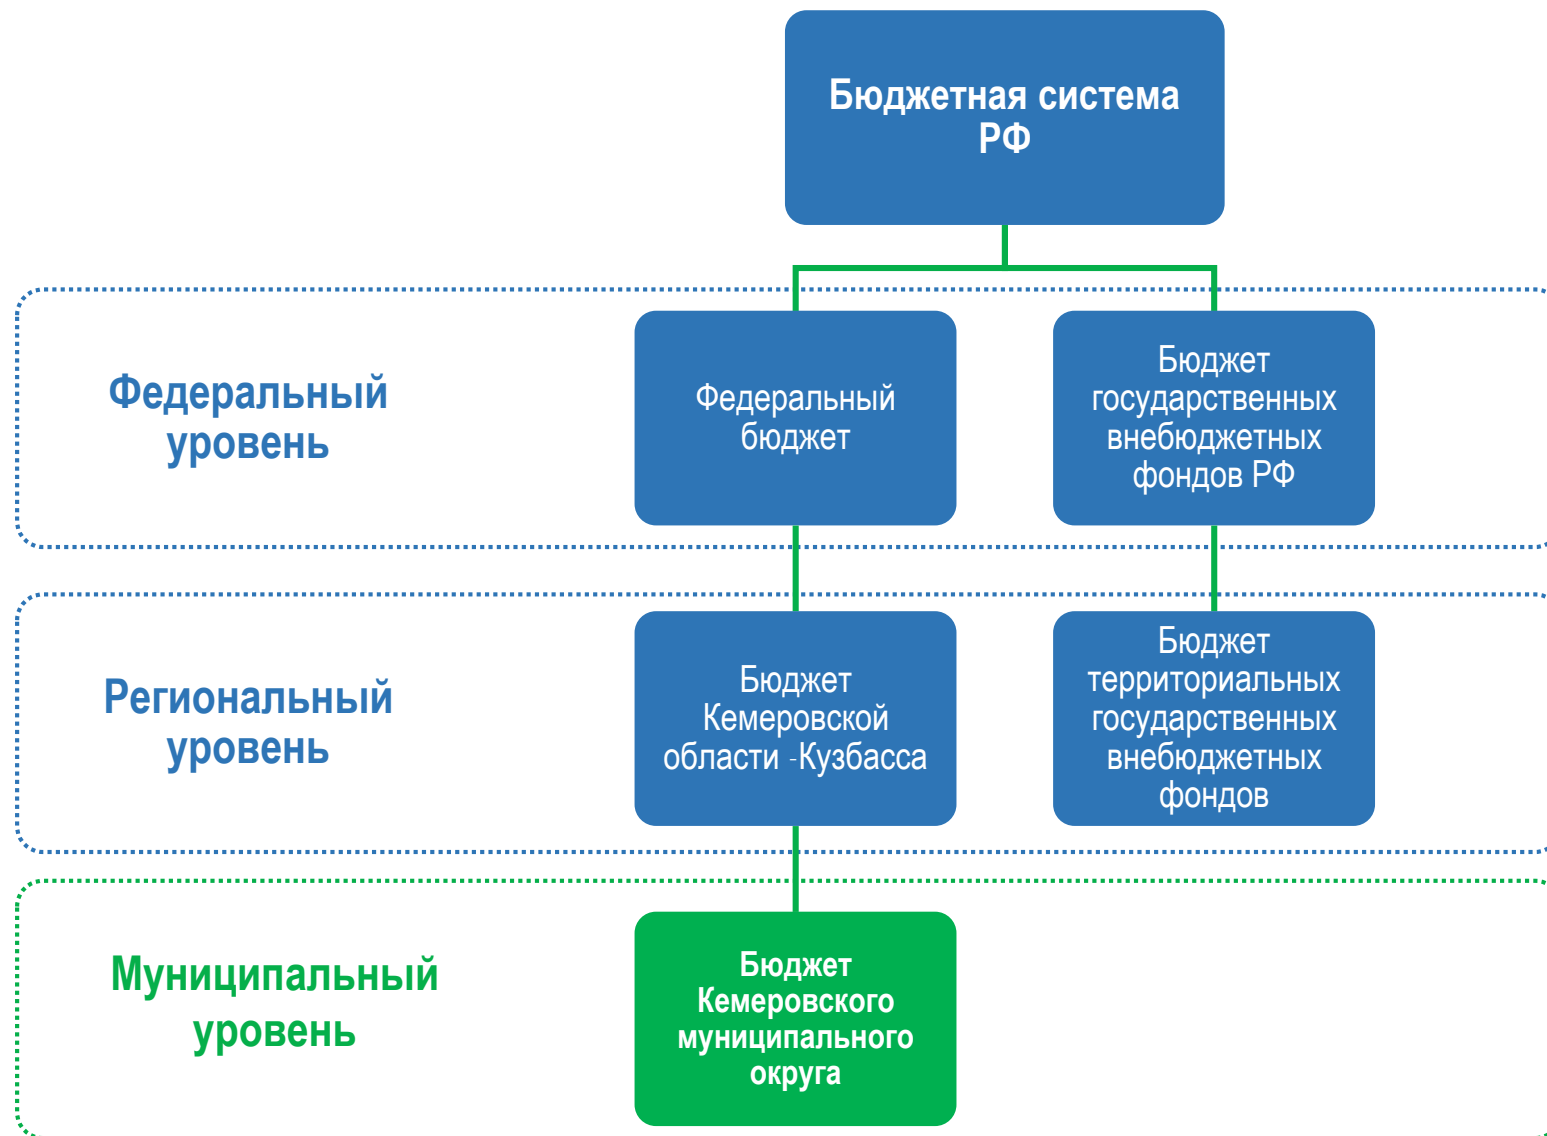 Бюджетная система
РФ
Федеральный
уровень
Федеральный
бюджет
Бюджет
государственных
внебюджетных
фондов РФ
Региональный
уровень
Бюджет
Кемеровской
области -Кузбасса
Бюджет
территориальных
государственных
внебюджетных
фондов
Муниципальный
уровень
Бюджет
Кемеровского
муниципального
округа